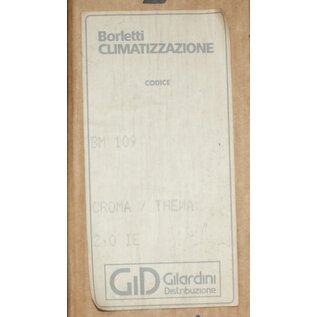 Borletti
CLIMATIZZAZIONE
CODICE
BM 109
CROMA / THEMA
2.0 IE
GiD Gilardini
Distribuzione